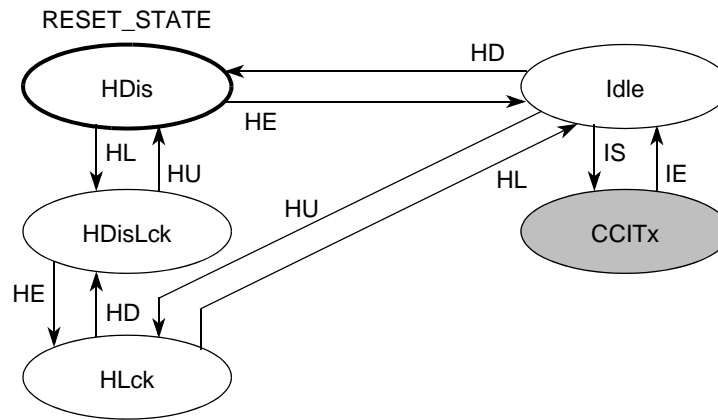 RESET_STATE
HD
HDis
Idle
HE
HL
HU
IS
IE
HU
HL
HDisLck
CCITx
HE
HD
HLck